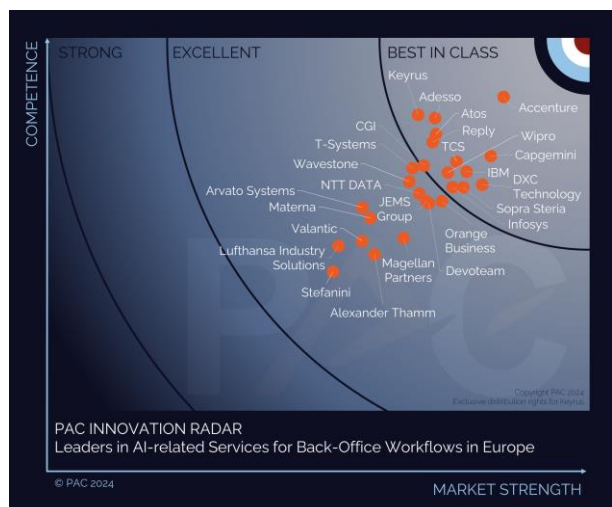 STRONG
EXCELLENT
BEST IN CLASS
COMPETENCE
Keyrus
Adesso
Accenture
Atos
Reply
CGI
Wipro
TCS
T-Systems
Capgemini
Wavestone
IBM
DXC
Technology
NTT DATA
Arvato Systems
JEMS
Group
Sopra Steria
Materna
Infosys
Valantic
Orange
Business
Lufthansa Industry
Solutions
Magellan
Partners
Devoteam
Stefanini
Alexander Thamm
PAC
Copyright PAC 2024
Exclusive distribution rights for Keyrus
PAC INNOVATION RADAR
Leaders in AI-related Services for Back-Office Workflows in Europe
© PAC 2024
MARKET STRENGTH